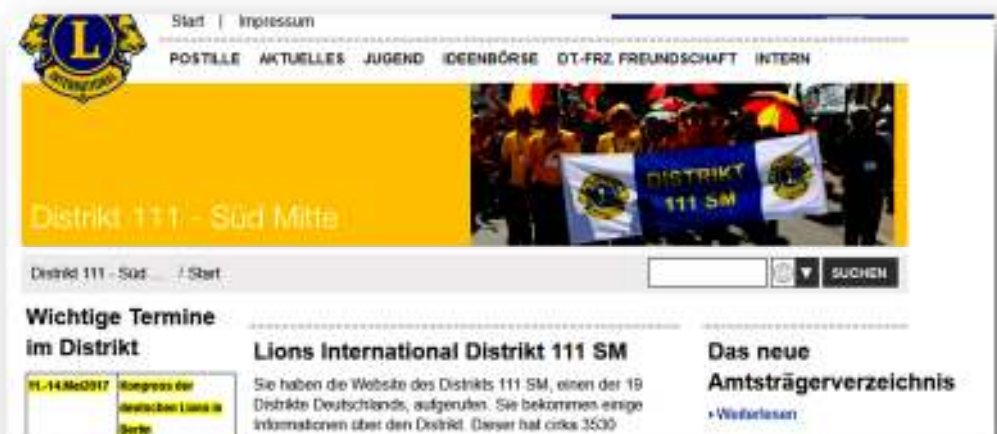 Start | Impressum
POSTILLE AKTUELLES JUGEND IDEENBÖRSE DT.-FRZ. FREUNDSCHAFT INTERN
L
INTERNATIONAL
DISTRIKT
111 SM
Distrikt 111 - Süd Mitte
Distrikt 111 - Süd ... / Start
SUCHEN
Wichtige Termine
im Distrikt
11.-14.Mai2017 Kongress der
deutschen Lions in
Berlin
Lions International Distrikt 111 SM
Sie haben die Website des Distrikts 111 SM, einen der 19
Distrikte Deutschlands, aufgerufen. Sie bekommen einige
Informationen über den Distrikt. Dieser hat cirka 3530
Das neue
Amtsträgerverzeichnis
Weiterlesen